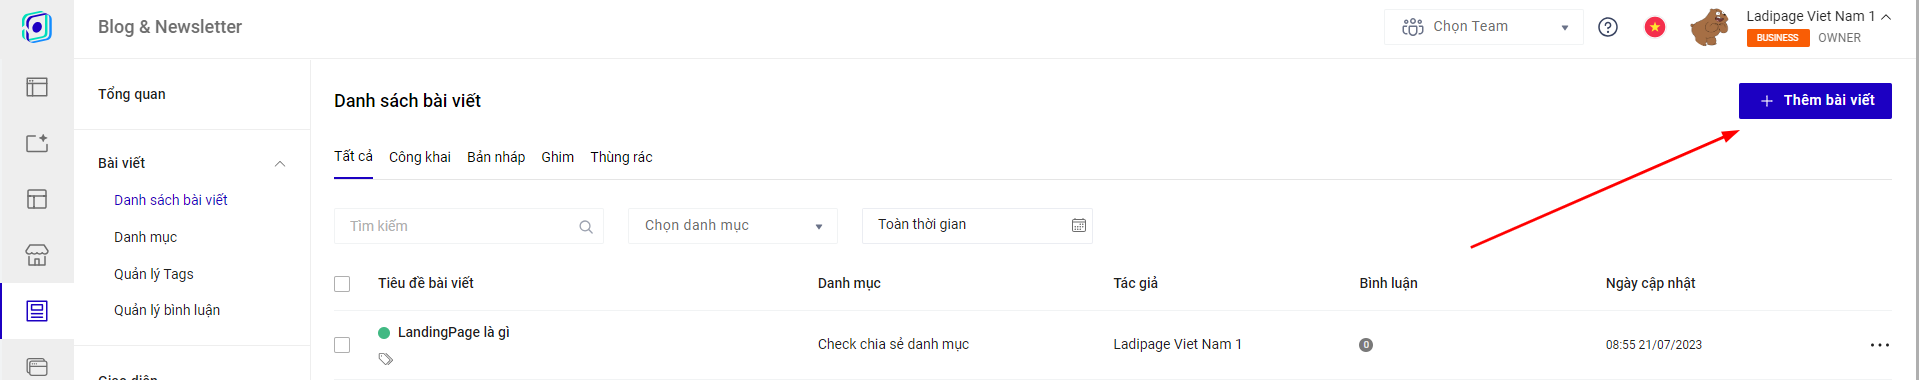 Blog & Newsletter
Chọn Team
Ladipage Viet Nam 1
BUSINESS OWNER
Tổng quan
Bài viết
Danh sách bài viết
Danh mục
Quản lý Tags
Quản lý bình luận
Giao diện
Danh sách bài viết
Thêm bài viết
Tất cả Công khai Bản nháp Ghim Thùng rác
Tìm kiếm Chọn danh mục Toàn thời gian
Tiêu đề bài viết Danh mục Tác giả Bình luận Ngày cập nhật
LandingPage là gì Check chia sẻ danh mục Ladipage Viet Nam 1 0 08:55 21/07/2023